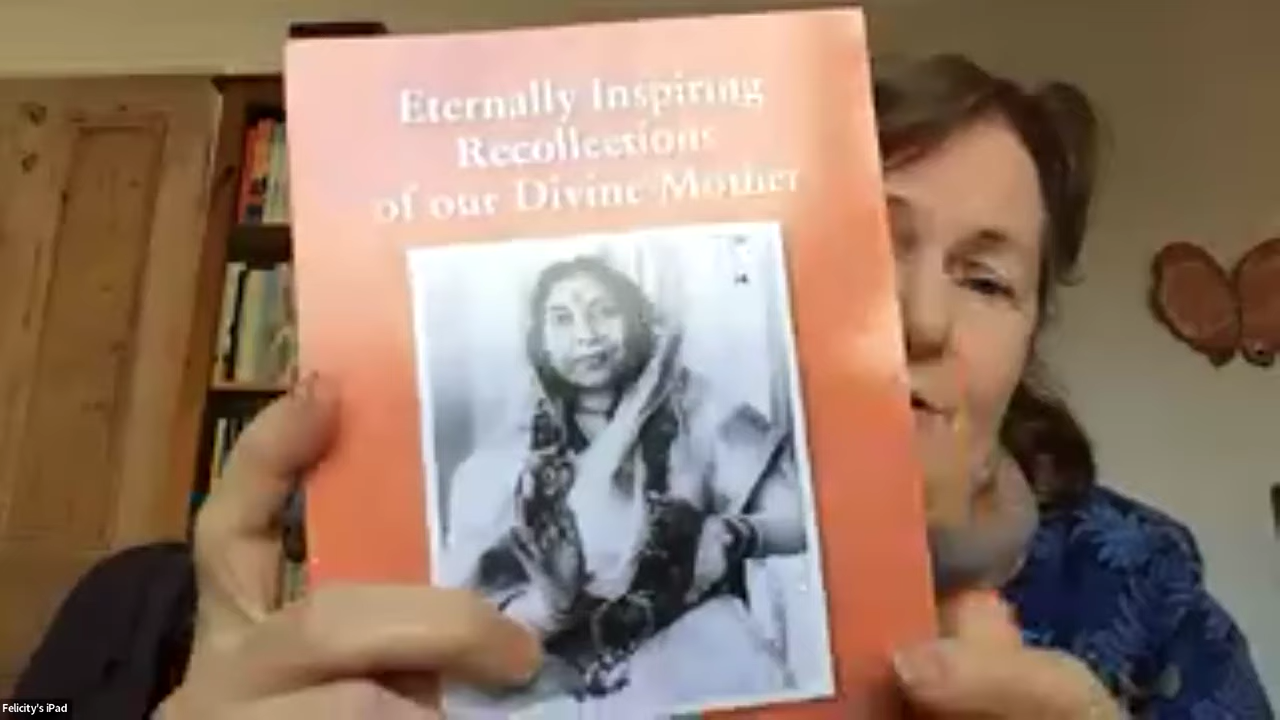 Eternally Inspiring
Recollections
of our Divine Mother
Felicity's iPad